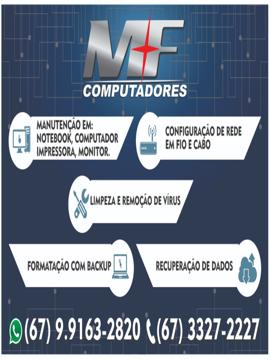 MF
COMPUTADORES
MANUTENÇÃO EM:
NOTEBOOK, COMPUTADOR
IMPRESSORA, MONITOR.
CONFIGURAÇÃO DE REDE
EM FIO E CABO
LIMPEZA E REMOÇÃO DE VÍRUS
FORMATAÇÃO COM BACKUP
RECUPERAÇÃO DE DADOS
(67) 9.9163-2820 (67) 3327-2227